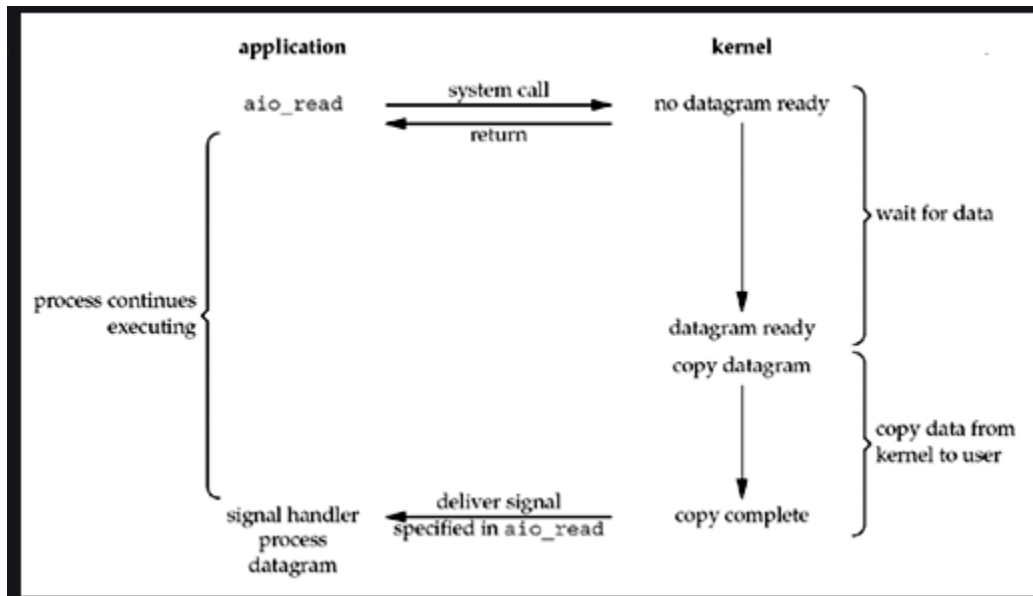 application
kernel
aio_read
system call
no datagram ready
return
wait for data
process continues
executing
datagram ready
copy datagram
copy data from
kernel to user
deliver signal
signal handler
specified in aio_read
copy complete
process
datagram